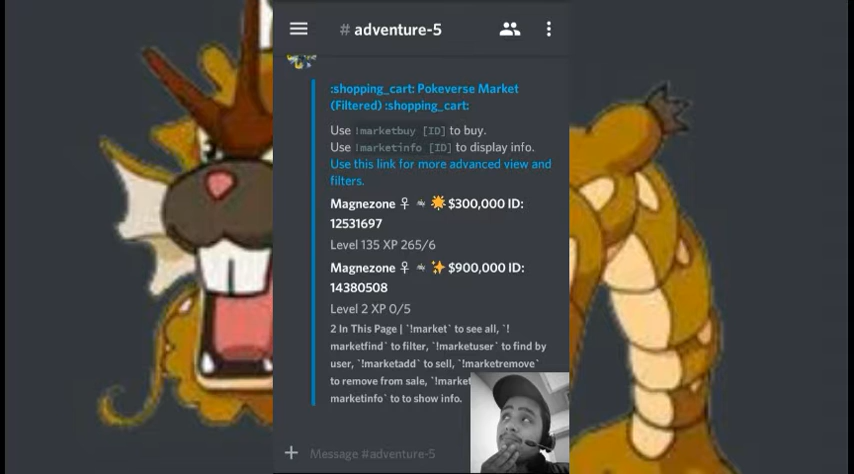 # adventure-5
:shopping_cart: Pokeverse Market
(Filtered) :shopping_cart:
Use !marketbuy [ID] to buy.
Use !marketinfo [ID] to display info.
Use this link for more advanced view and
filters.
Magnezone ♀ $300,000 ID:
12531697
Level 135 XP 265/6
Magnezone ♀ $900,000 ID:
14380508
Level 2 XP 0/5
2 In This Page | `!market` to see all, `!
marketfind` to filter, `!marketuser` to find by
user, `!marketadd` to sell, `!marketremove`
to remove from sale, `!market
marketinfo` to to show info.
Message #adventure-5